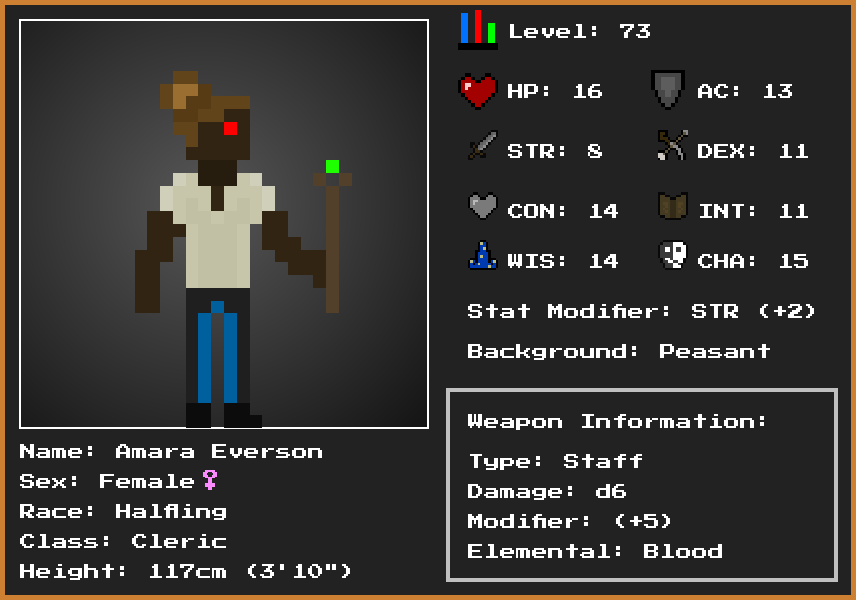 Level: 73
HP: 16 AC: 13
STR: 8 DEX: 11
CON: 14 INT: 11
WIS: 14 CHA: 15
Stat Modifier: STR (+2)
Background: Peasant
Weapon Information:
Type: Staff
Damage: d6
Modifier: (+5)
Elemental: Blood
Name: Amara Everson
Sex: Female♀
Race: Halfling
Class: Cleric
Height: 117cm (3'10")